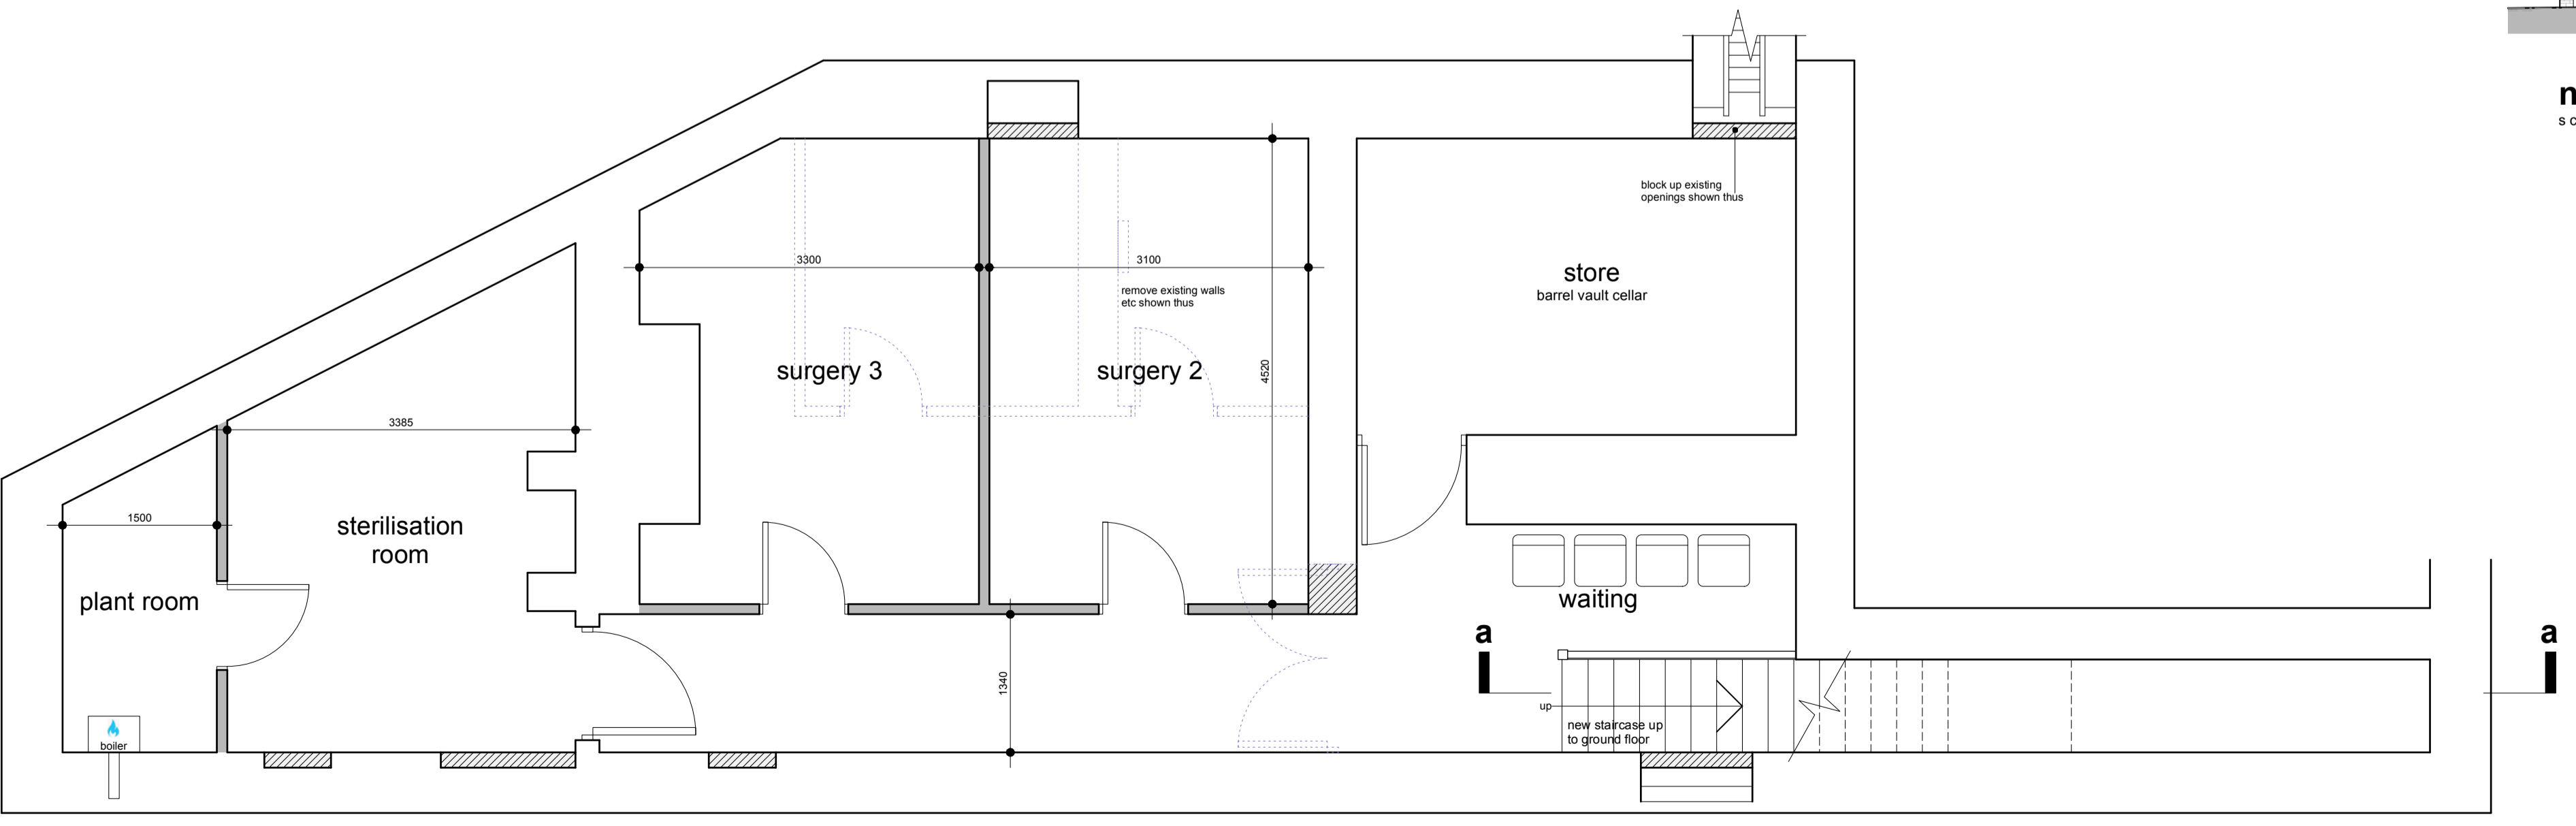 n
s c
block up existing
openings shown thus
3300
3100
remove existing walls
etc shown thus
store
barrel vault cellar
surgery 3
surgery 2
4520
3385
1500
sterilisation
room
plant room
waiting
a
a
1340
up
new staircase up
to ground floor
boiler